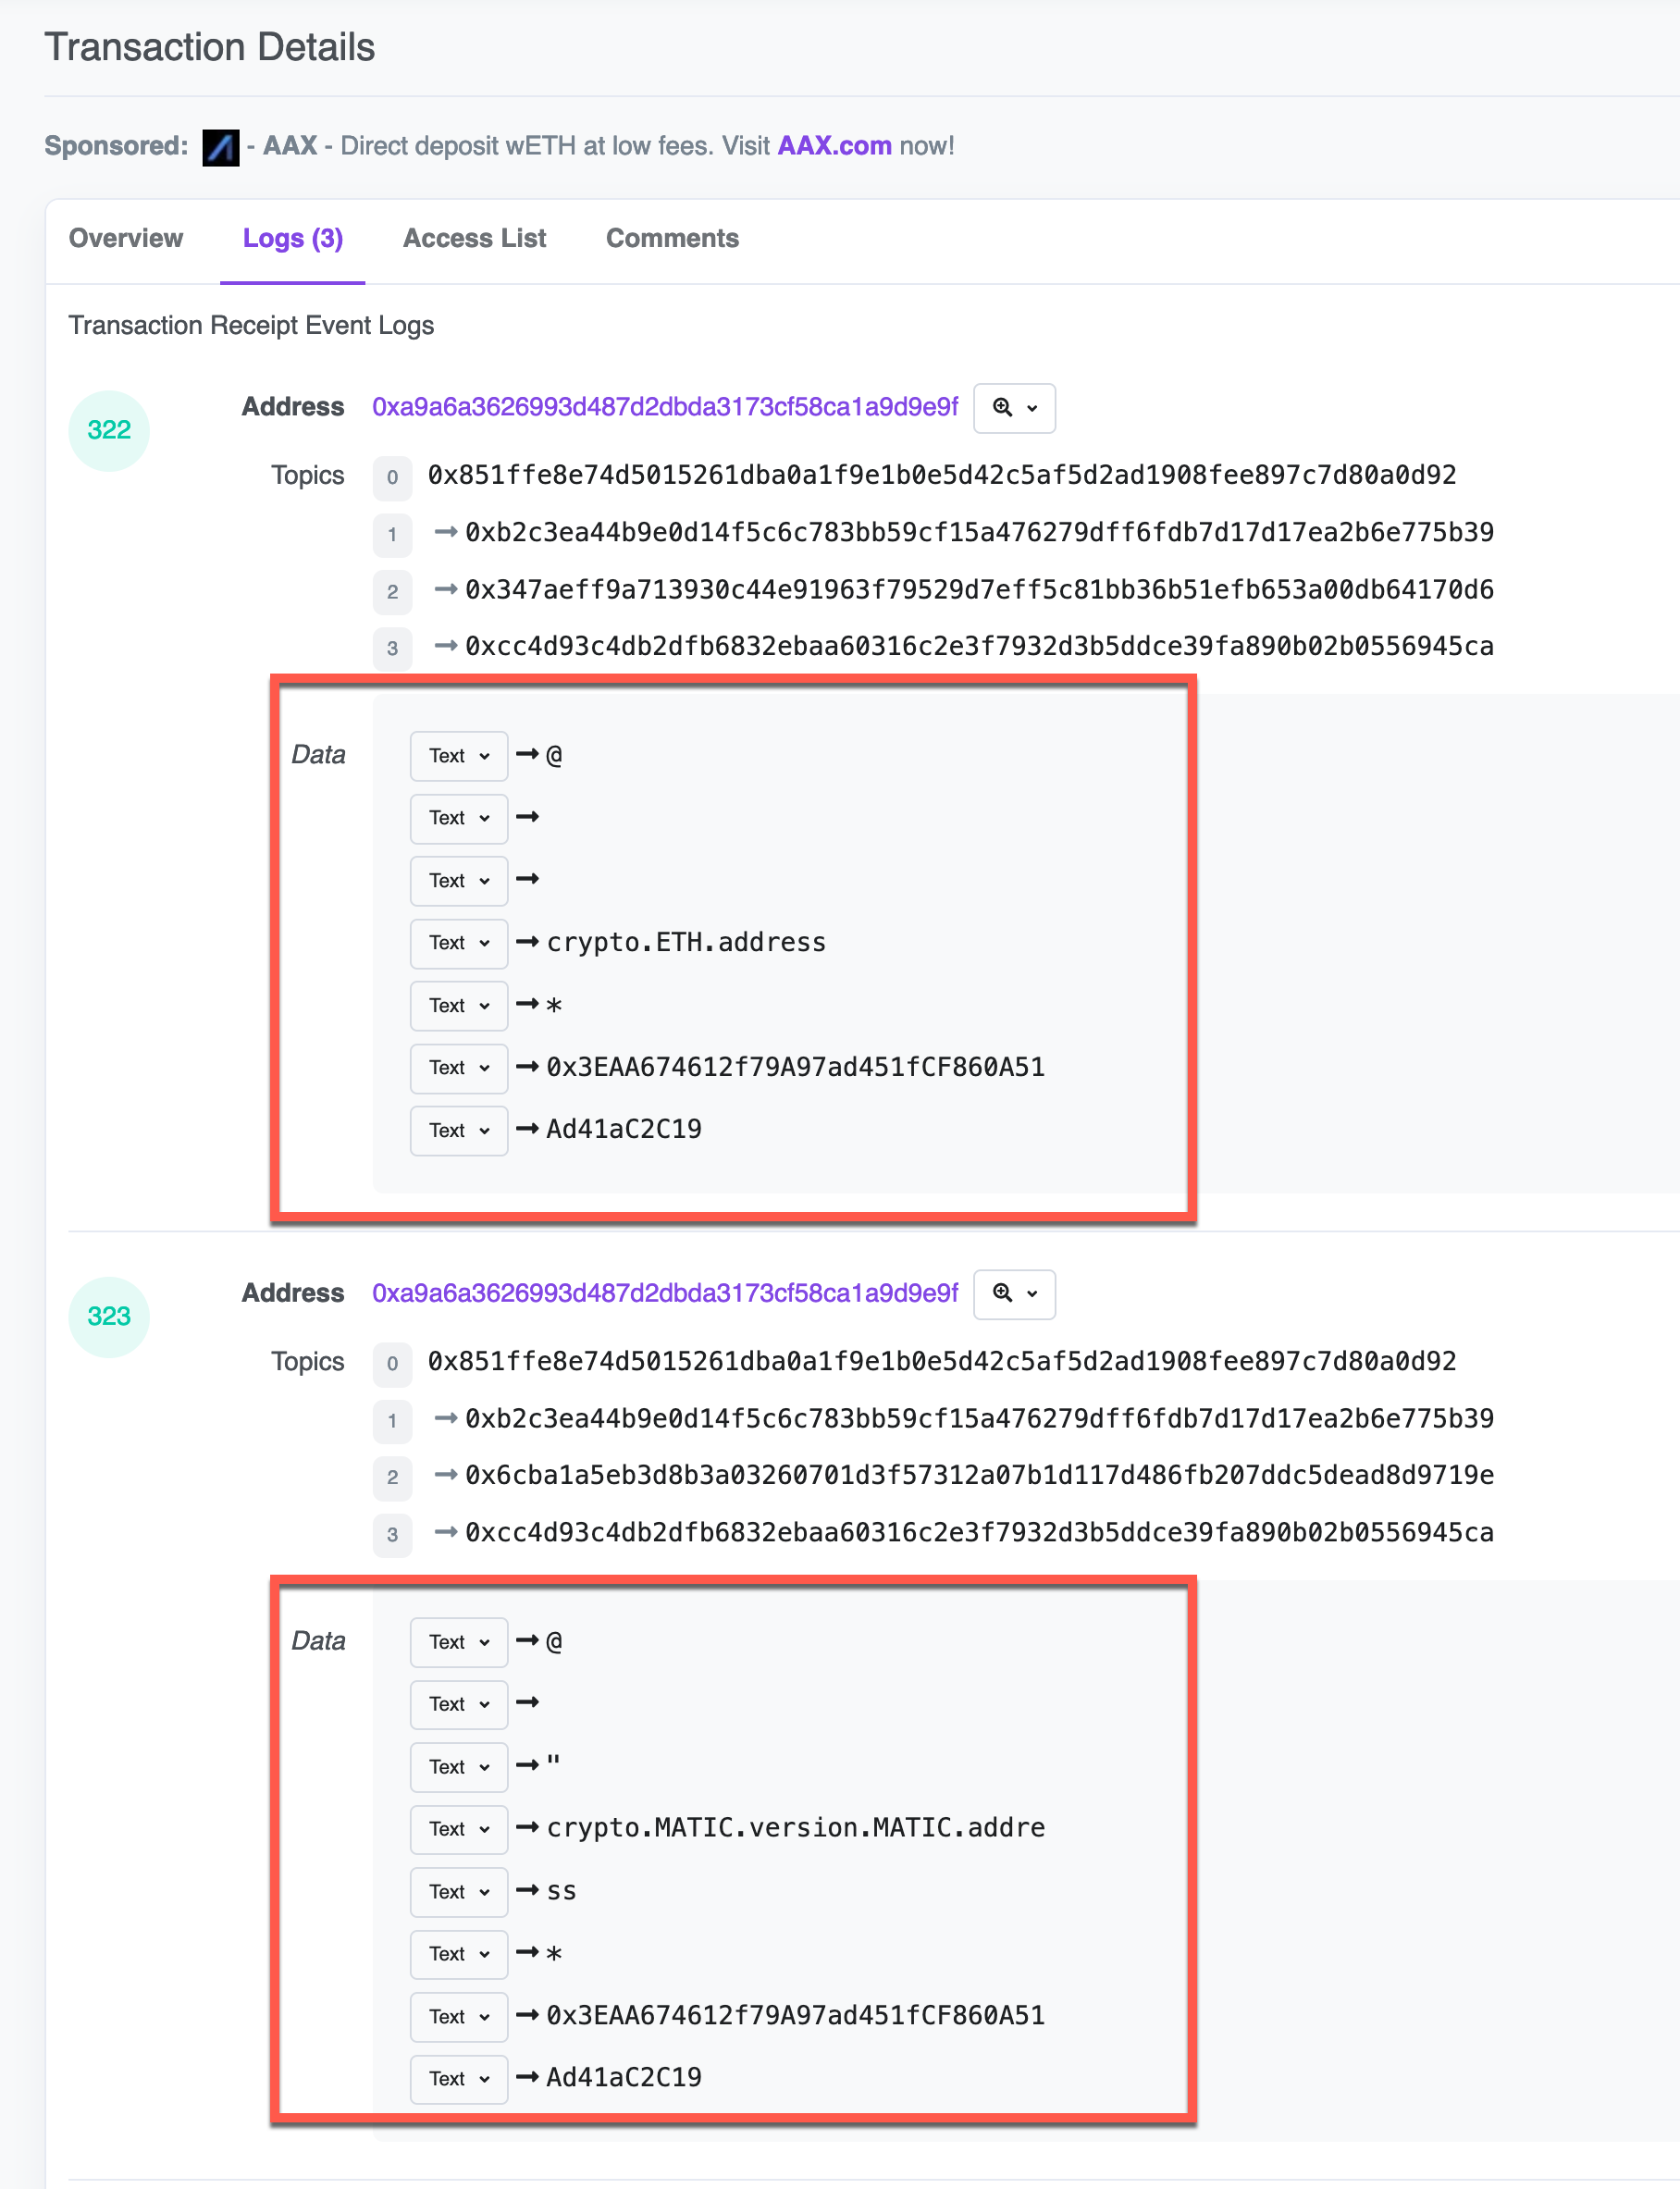 Transaction Details
Sponsored: - AAX - Direct deposit wETH at low fees. Visit AAX.com now!
Overview Logs (3) Access List Comments
Transaction Receipt Event Logs
322 Address 0xa9a6a3626993d487d2dbda3173cf58ca1a9d9e9f
Topics 0 0x851ffe8e74d5015261dba0a1f9e1b0e5d42c5af5d2ad1908fee897c7d80a0d92
1 → 0xb2c3ea44b9e0d14f5c6c783bb59cf15a476279dff6fdb7d17d17ea2b6e775b39
2 → 0x347aeff9a713930c44e91963f79529d7eff5c81bb36b51efb653a00db64170d6
3 → 0xcc4d93c4db2dfb6832ebaa60316c2e3f7932d3b5ddce39fa890b02b0556945ca
Data Text → @
Text →
Text →
Text → crypto.ETH.address
Text → *
Text → 0x3EAA674612f79A97ad451fCF860A51
Text → Ad41aC2C19
323 Address 0xa9a6a3626993d487d2dbda3173cf58ca1a9d9e9f
Topics 0 0x851ffe8e74d5015261dba0a1f9e1b0e5d42c5af5d2ad1908fee897c7d80a0d92
1 → 0xb2c3ea44b9e0d14f5c6c783bb59cf15a476279dff6fdb7d17d17ea2b6e775b39
2 → 0x6cba1a5eb3d8b3a03260701d3f57312a07b1d117d486fb207ddc5dead8d9719e
3 → 0xcc4d93c4db2dfb6832ebaa60316c2e3f7932d3b5ddce39fa890b02b0556945ca
Data Text → @
Text →
Text → "
Text → crypto.MATIC.version.MATIC.addre
Text → ss
Text → *
Text → 0x3EAA674612f79A97ad451fCF860A51
Text → Ad41aC2C19